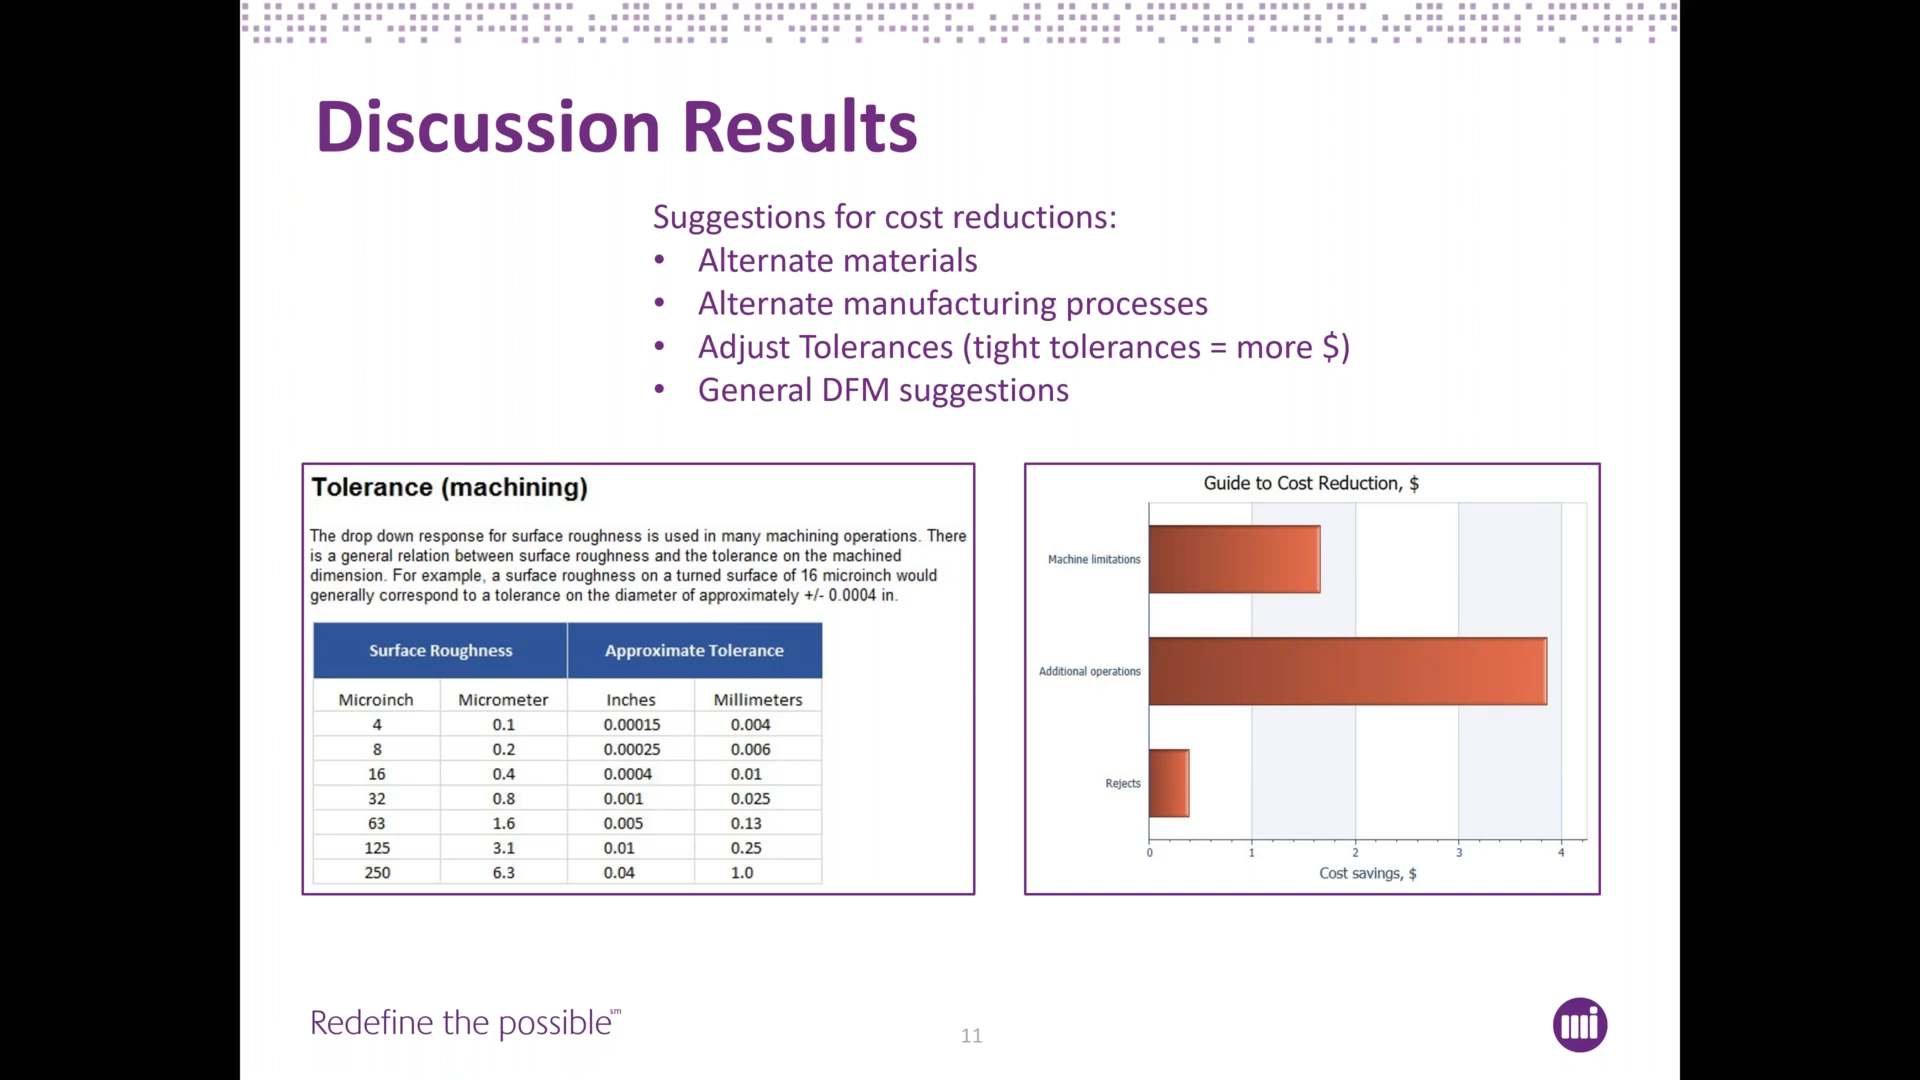 Discussion Results
Suggestions for cost reductions:
• Alternate materials
• Alternate manufacturing processes
• Adjust Tolerances (tight tolerances = more $)
• General DFM suggestions
Tolerance (machining)
The drop down response for surface roughness is used in many machining operations. There
is a general relation between surface roughness and the tolerance on the machined
dimension. For example, a surface roughness on a turned surface of 16 microinch would
generally correspond to a tolerance on the diameter of approximately +/- 0.0004 in.
Surface Roughness Approximate Tolerance
Microinch Micrometer Inches Millimeters
4 0.1 0.00015 0.004
8 0.2 0.00025 0.006
16 0.4 0.0004 0.01
32 0.8 0.001 0.025
63 1.6 0.005 0.13
125 3.1 0.01 0.25
250 6.3 0.04 1.0
Guide to Cost Reduction, $
Machine limitations
Additional operations
Rejects
0 1 2 3 4
Cost savings, $
Redefine the possible℠
11